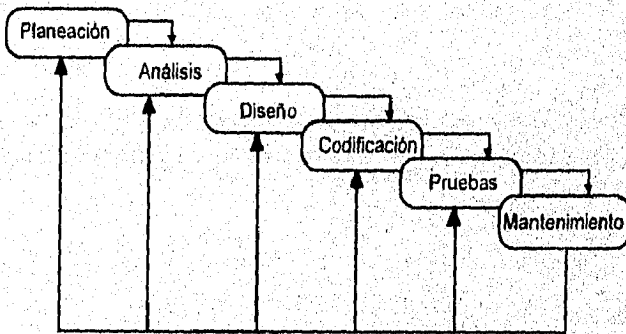 Planeación
Análisis
Diseño
Codificación
Pruebas
Mantenimiento